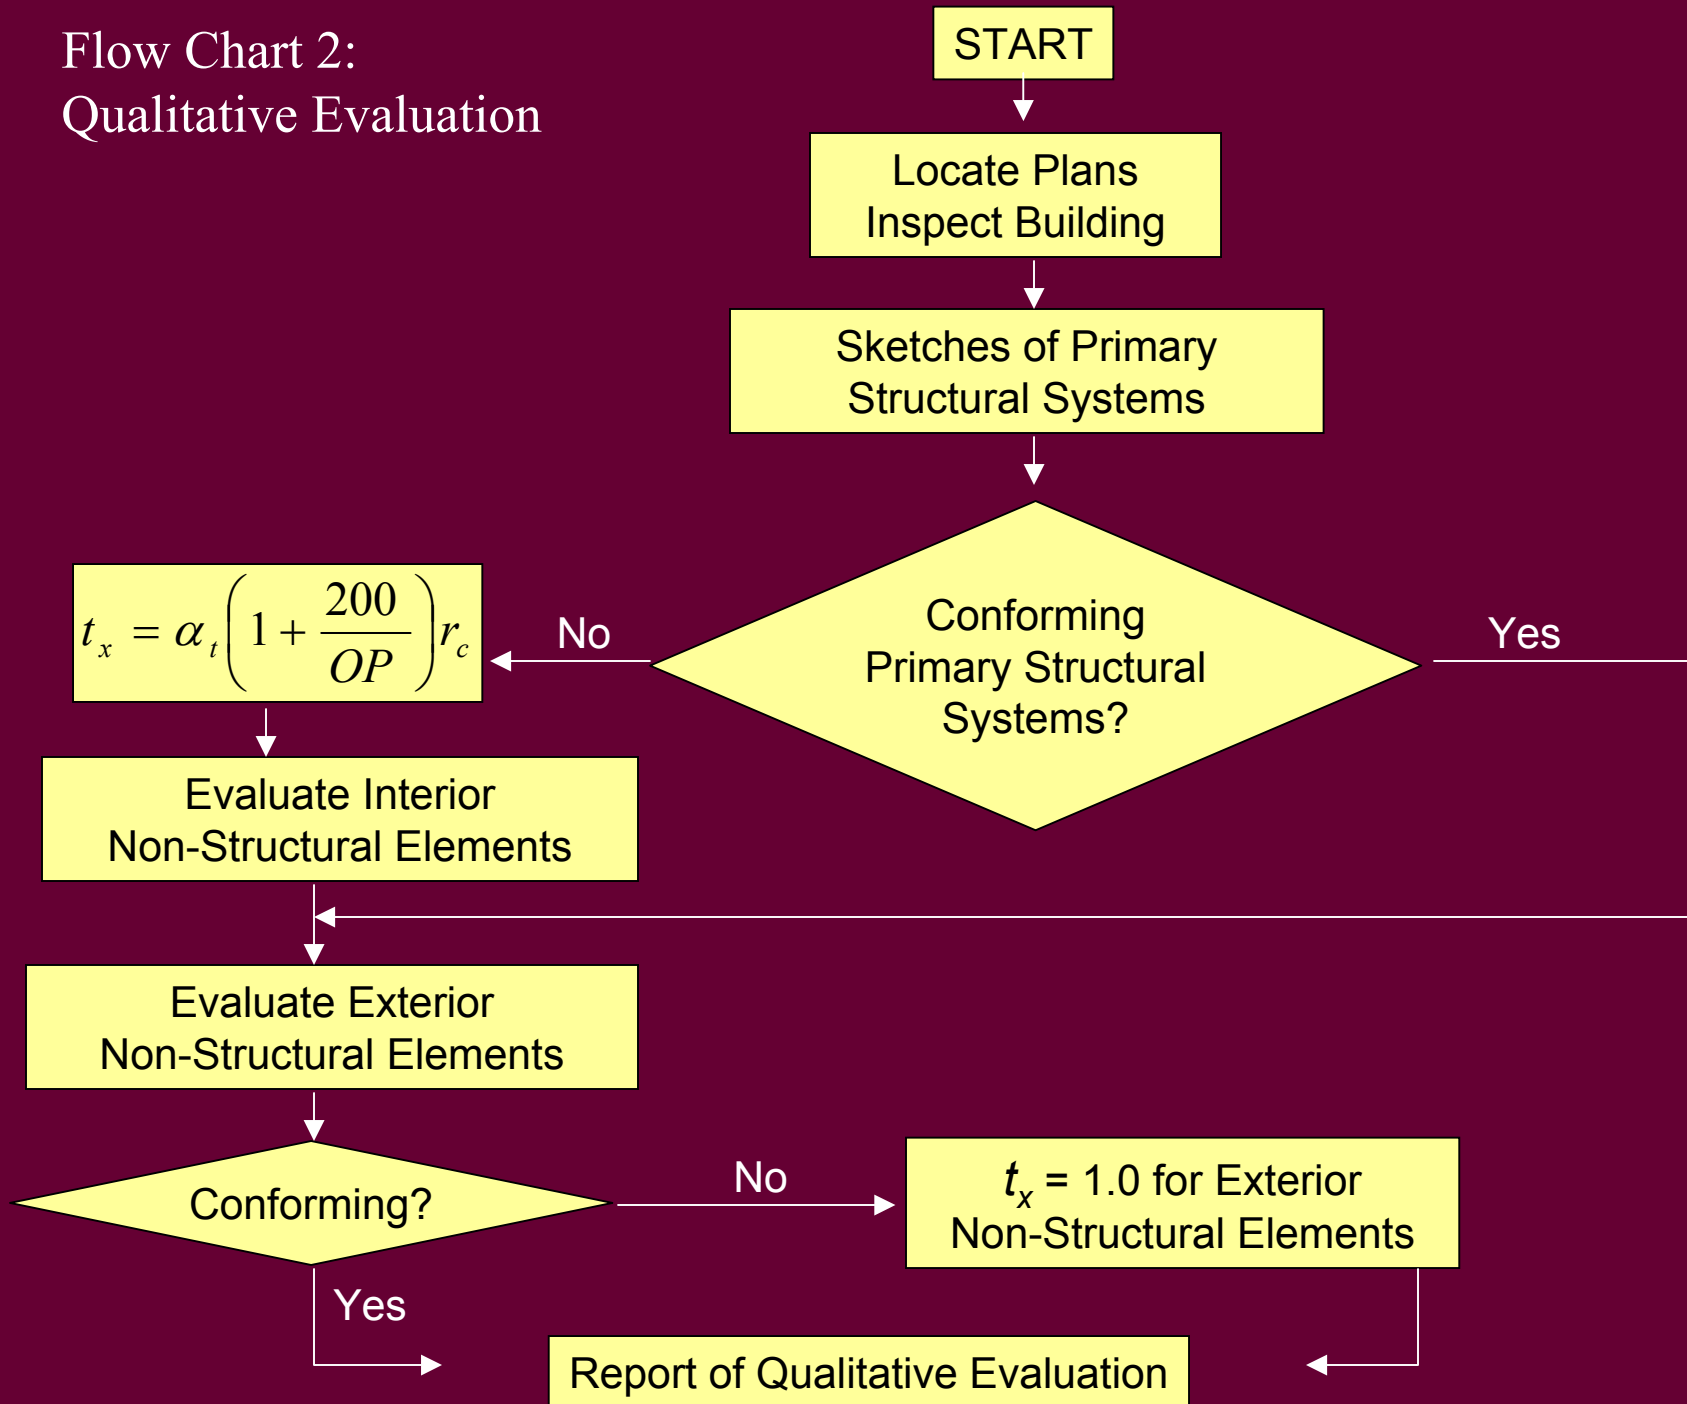 Flow Chart 2:
Qualitative Evaluation
START
Locate Plans
Inspect Building
Sketches of Primary
Structural Systems
Conforming
Primary Structural
Systems?
No
Yes
t_x = α_t (1 + 200/OP) r_c
Evaluate Interior
Non-Structural Elements
Evaluate Exterior
Non-Structural Elements
Conforming?
No
t_x = 1.0 for Exterior
Non-Structural Elements
Yes
Report of Qualitative Evaluation